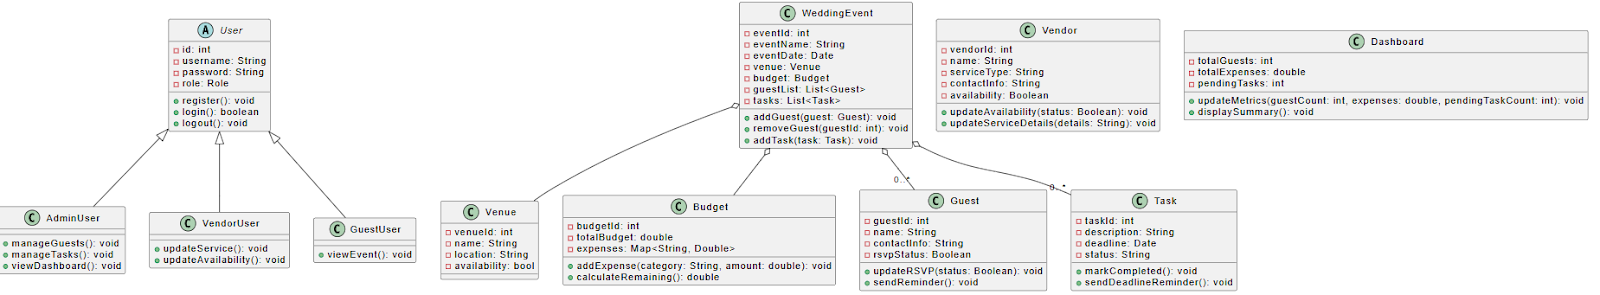 A User
id: int
username: String
password: String
role: Role
register(): void
login(): boolean
logout(): void
C WeddingEvent
eventId: int
eventName: String
eventDate: Date
venue: Venue
budget: Budget
guestList: List<Guest>
tasks: List<Task>
addGuest(guest: Guest): void
removeGuest(guestId: int): void
addTask(task: Task): void
C Vendor
vendorId: int
name: String
serviceType: String
contactInfo: String
availability: Boolean
updateAvailability(status: Boolean): void
updateServiceDetails(details: String): void
C Dashboard
totalGuests: int
totalExpenses: double
pendingTasks: int
updateMetrics(guestCount: int, expenses: double, pendingTaskCount: int): void
displaySummary(): void
0..*
0..*
C AdminUser
manageGuests(): void
manageTasks(): void
viewDashboard(): void
C VendorUser
updateService(): void
updateAvailability(): void
C GuestUser
viewEvent(): void
C Venue
venueId: int
name: String
location: String
availability: bool
C Budget
budgetId: int
totalBudget: double
expenses: Map<String, Double>
addExpense(category: String, amount: double): void
calculateRemaining(): double
C Guest
guestId: int
name: String
contactInfo: String
rsvpStatus: Boolean
updateRSVP(status: Boolean): void
sendReminder(): void
C Task
taskId: int
description: String
deadline: Date
status: String
markCompleted(): void
sendDeadlineReminder(): void